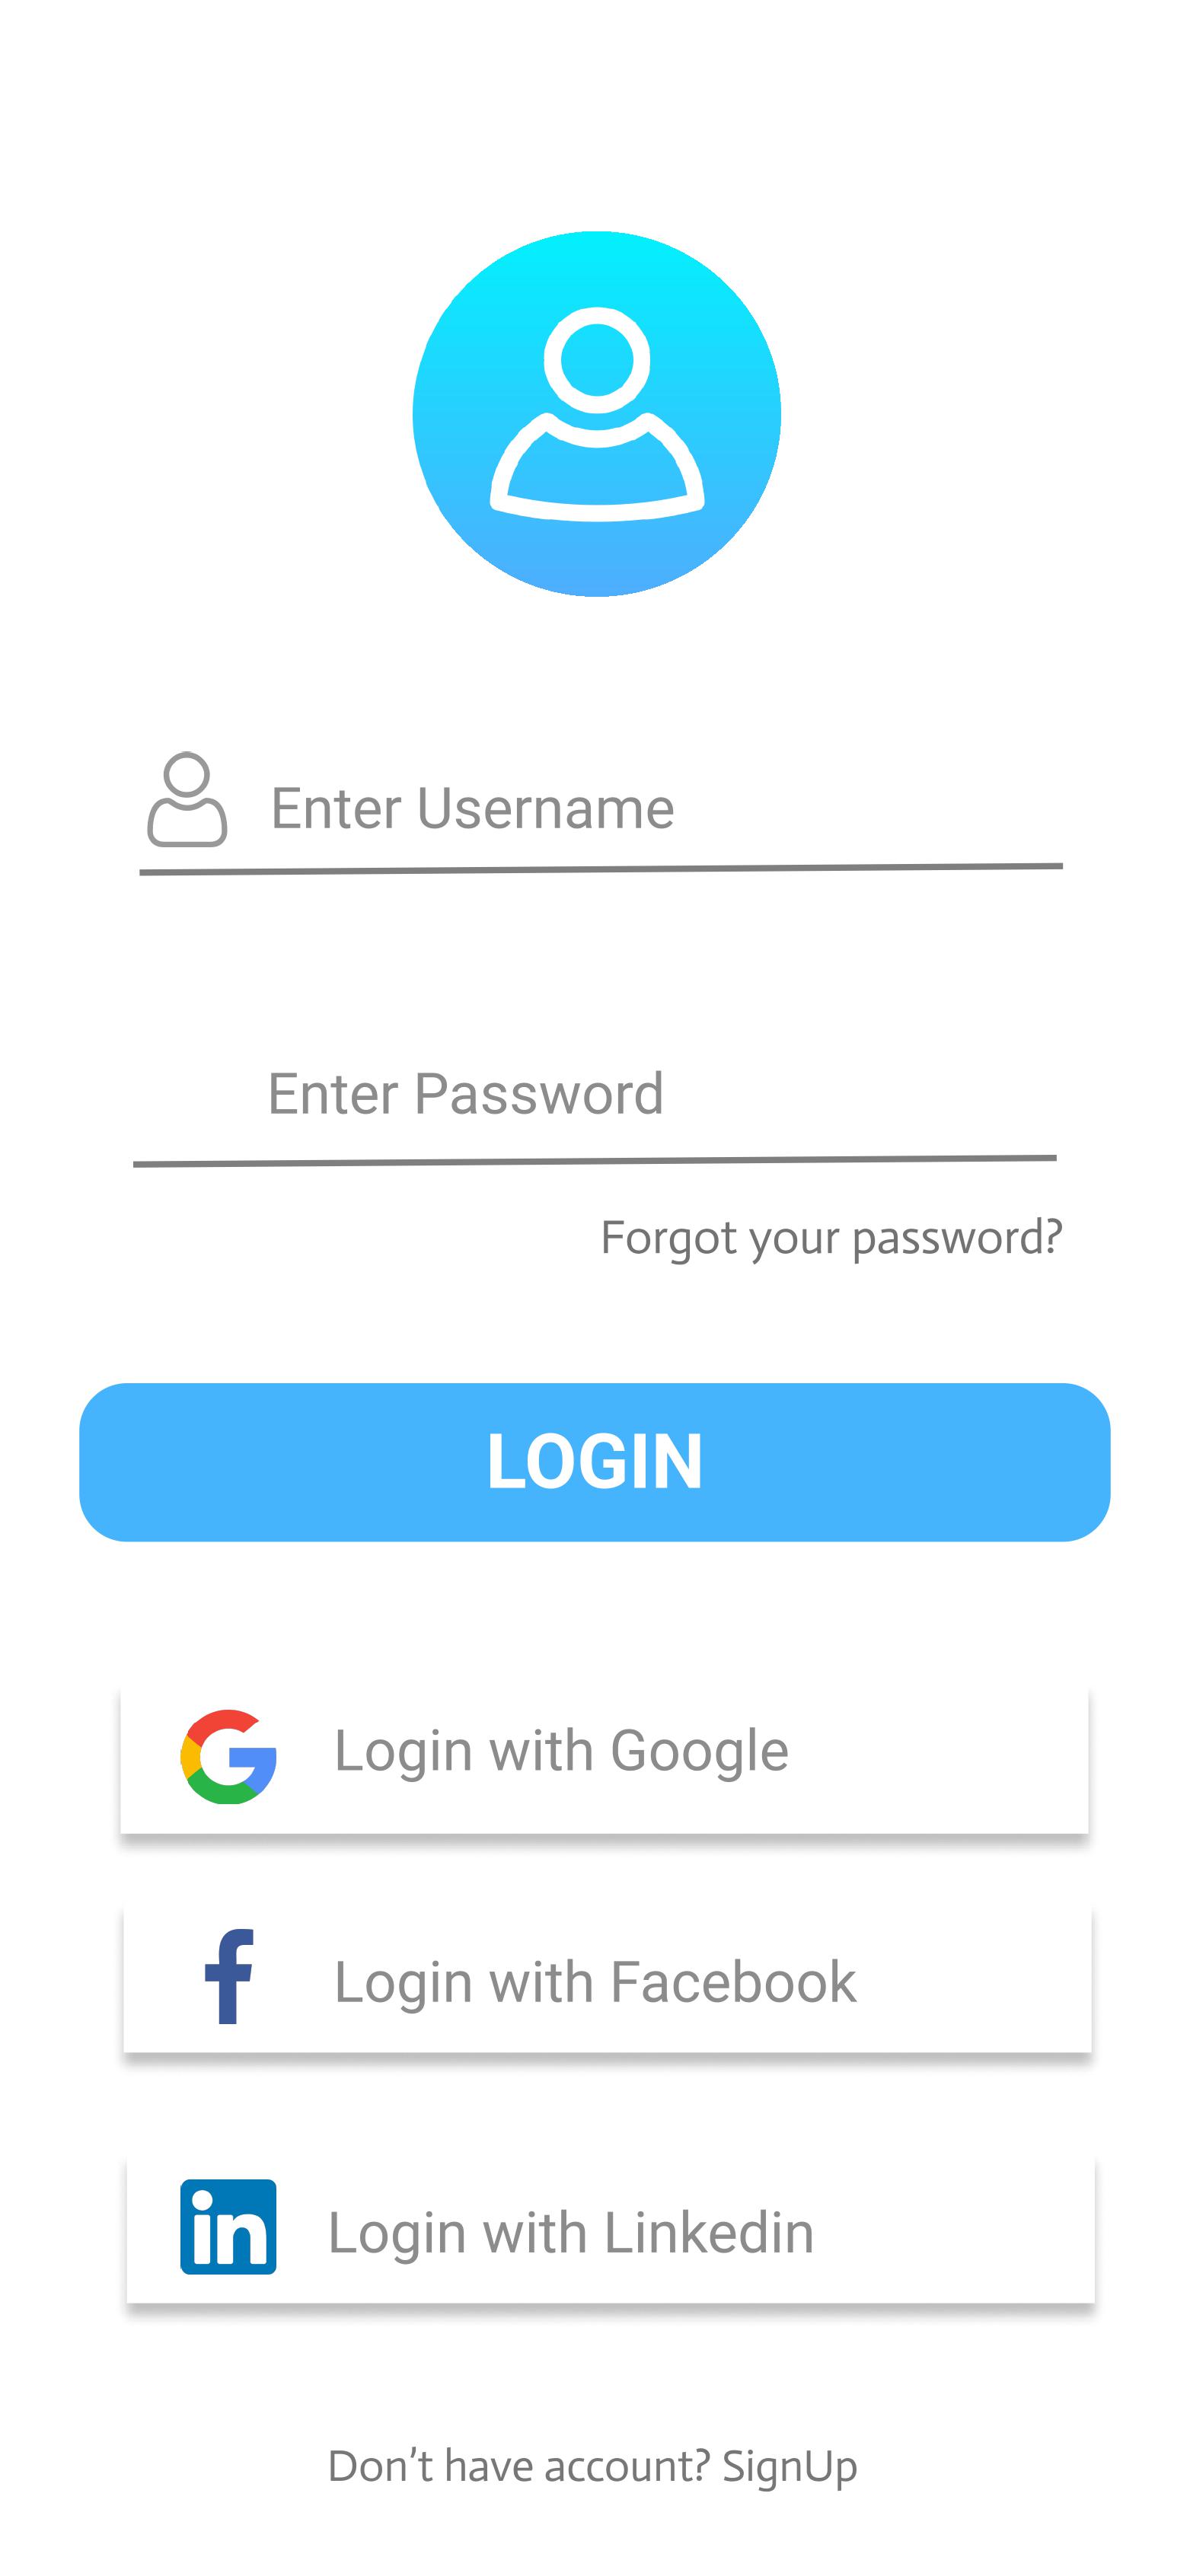 Enter Username
Enter Password
Forgot your password?
LOGIN
Login with Google
Login with Facebook
in
Login with Linkedin
Don’t have account? SignUp